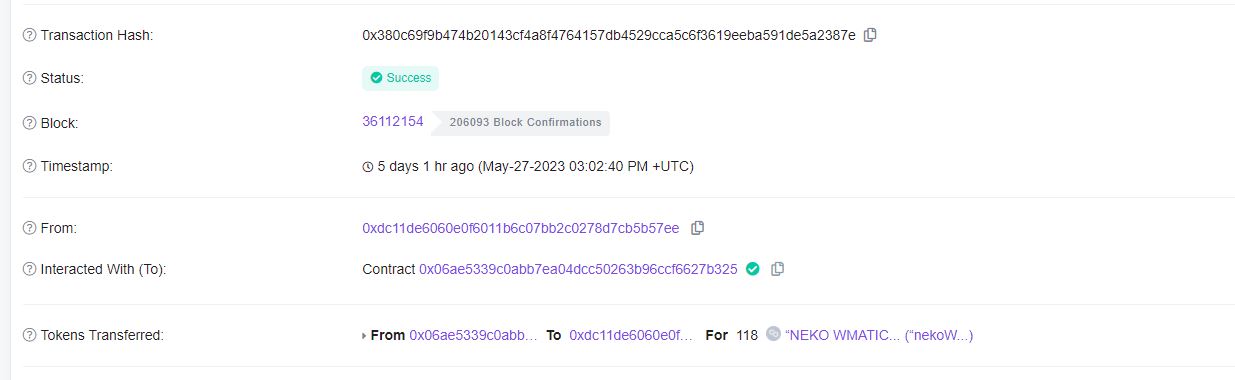 Transaction Hash: 0x380c69f9b474b20143cf4a8f4764157db4529cca5c6f3619eeba591de5a2387e
Status: Success
Block: 36112154 206093 Block Confirmations
Timestamp: 5 days 1 hr ago (May-27-2023 03:02:40 PM +UTC)
From: 0xdc11de6060e0f6011b6c07bb2c0278d7cb5b57ee
Interacted With (To): Contract 0x06ae5339c0abb7ea04dcc50263b96ccf6627b325
Tokens Transferred: From 0x06ae5339c0abb... To 0xdc11de6060e0f... For 118 “NEKO WMATIC... (“nekoW...)